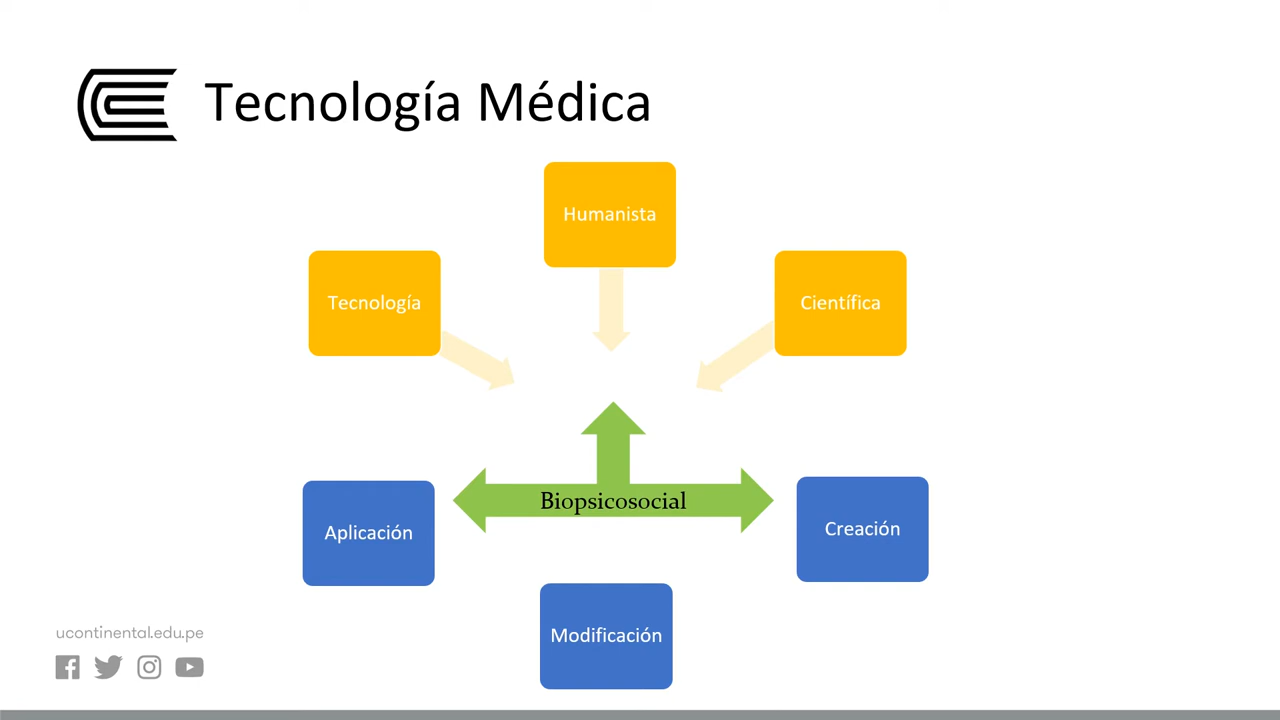 Tecnología Médica
Humanista
Tecnología
Científica
Biopsicosocial
Aplicación
Creación
Modificación
ucontinental.edu.pe